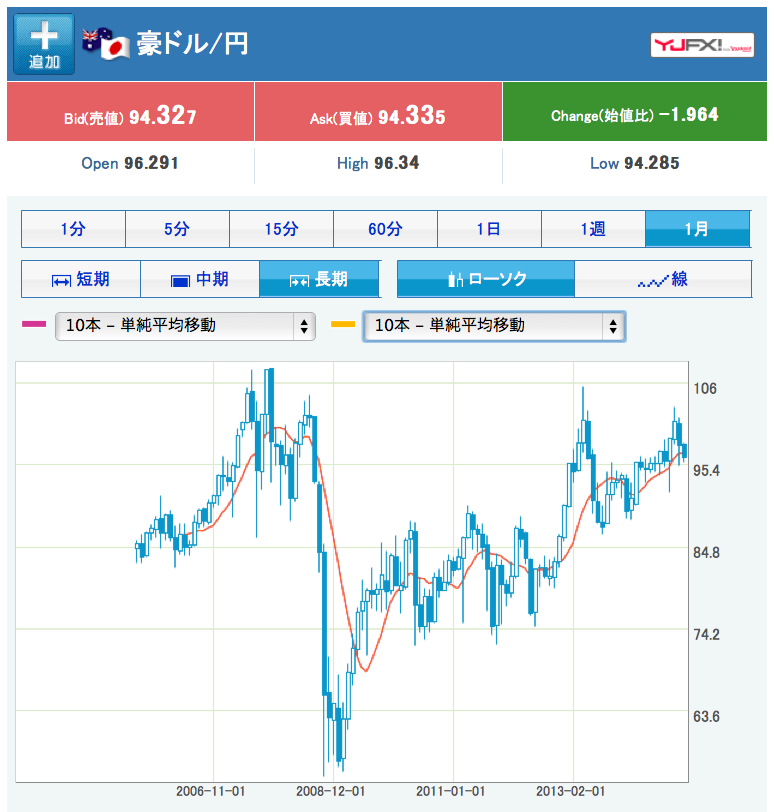 追加
豪ドル/円
YJFX!
Bid(売値) 94.327
Ask(買値) 94.335
Change(始値比) −1.964
Open 96.291
High 96.34
Low 94.285
1分
5分
15分
60分
1日
1週
1月
短期
中期
長期
ローソク
線
10本 – 単純平均移動
10本 – 単純平均移動
106
95.4
84.8
74.2
63.6
2006-11-01
2008-12-01
2011-01-01
2013-02-01